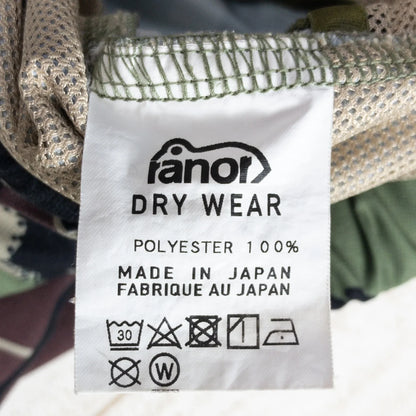 ranor
DRY WEAR
POLYESTER 100%
MADE IN JAPAN
FABRIQUE AU JAPAN
30
W